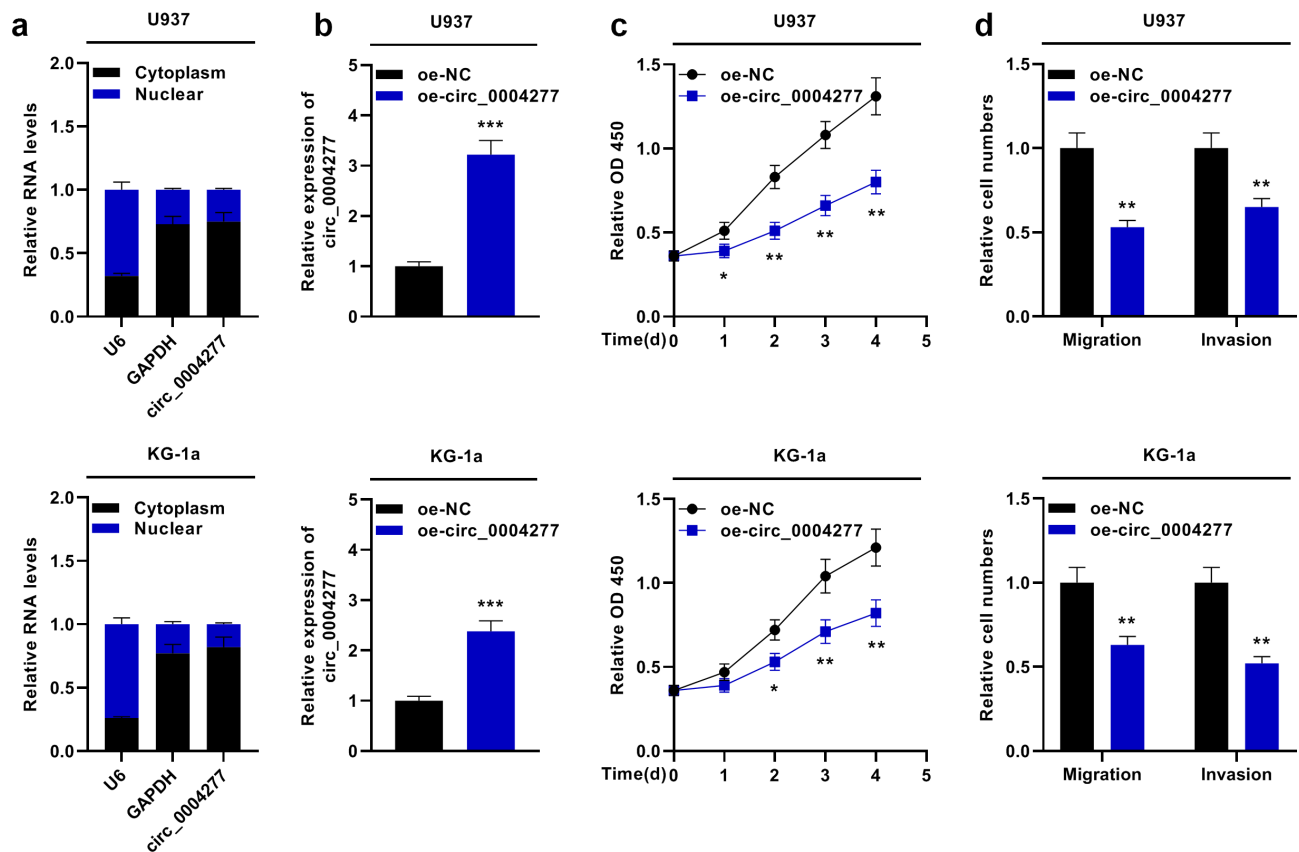 a
U937
Relative RNA levels
2.0
1.5
1.0
0.5
0.0
Cytoplasm
Nuclear
U6
GAPDH
circ_0004277
b
U937
Relative expression of
circ_0004277
5
4
3
2
1
0
oe-NC
oe-circ_0004277
***
c
U937
Relative OD 450
1.5
1.0
0.5
0.0
oe-NC
oe-circ_0004277
*
**
**
**
Time(d) 0 1 2 3 4 5
d
U937
Relative cell numbers
1.5
1.0
0.5
0.0
oe-NC
oe-circ_0004277
**
**
Migration Invasion
KG-1a
Relative RNA levels
2.0
1.5
1.0
0.5
0.0
Cytoplasm
Nuclear
U6
GAPDH
circ_0004277
KG-1a
Relative expression of
circ_0004277
5
4
3
2
1
0
oe-NC
oe-circ_0004277
***
KG-1a
Relative OD 450
1.5
1.0
0.5
0.0
oe-NC
oe-circ_0004277
*
**
**
Time(d) 0 1 2 3 4 5
KG-1a
Relative cell numbers
1.5
1.0
0.5
0.0
oe-NC
oe-circ_0004277
**
**
Migration Invasion